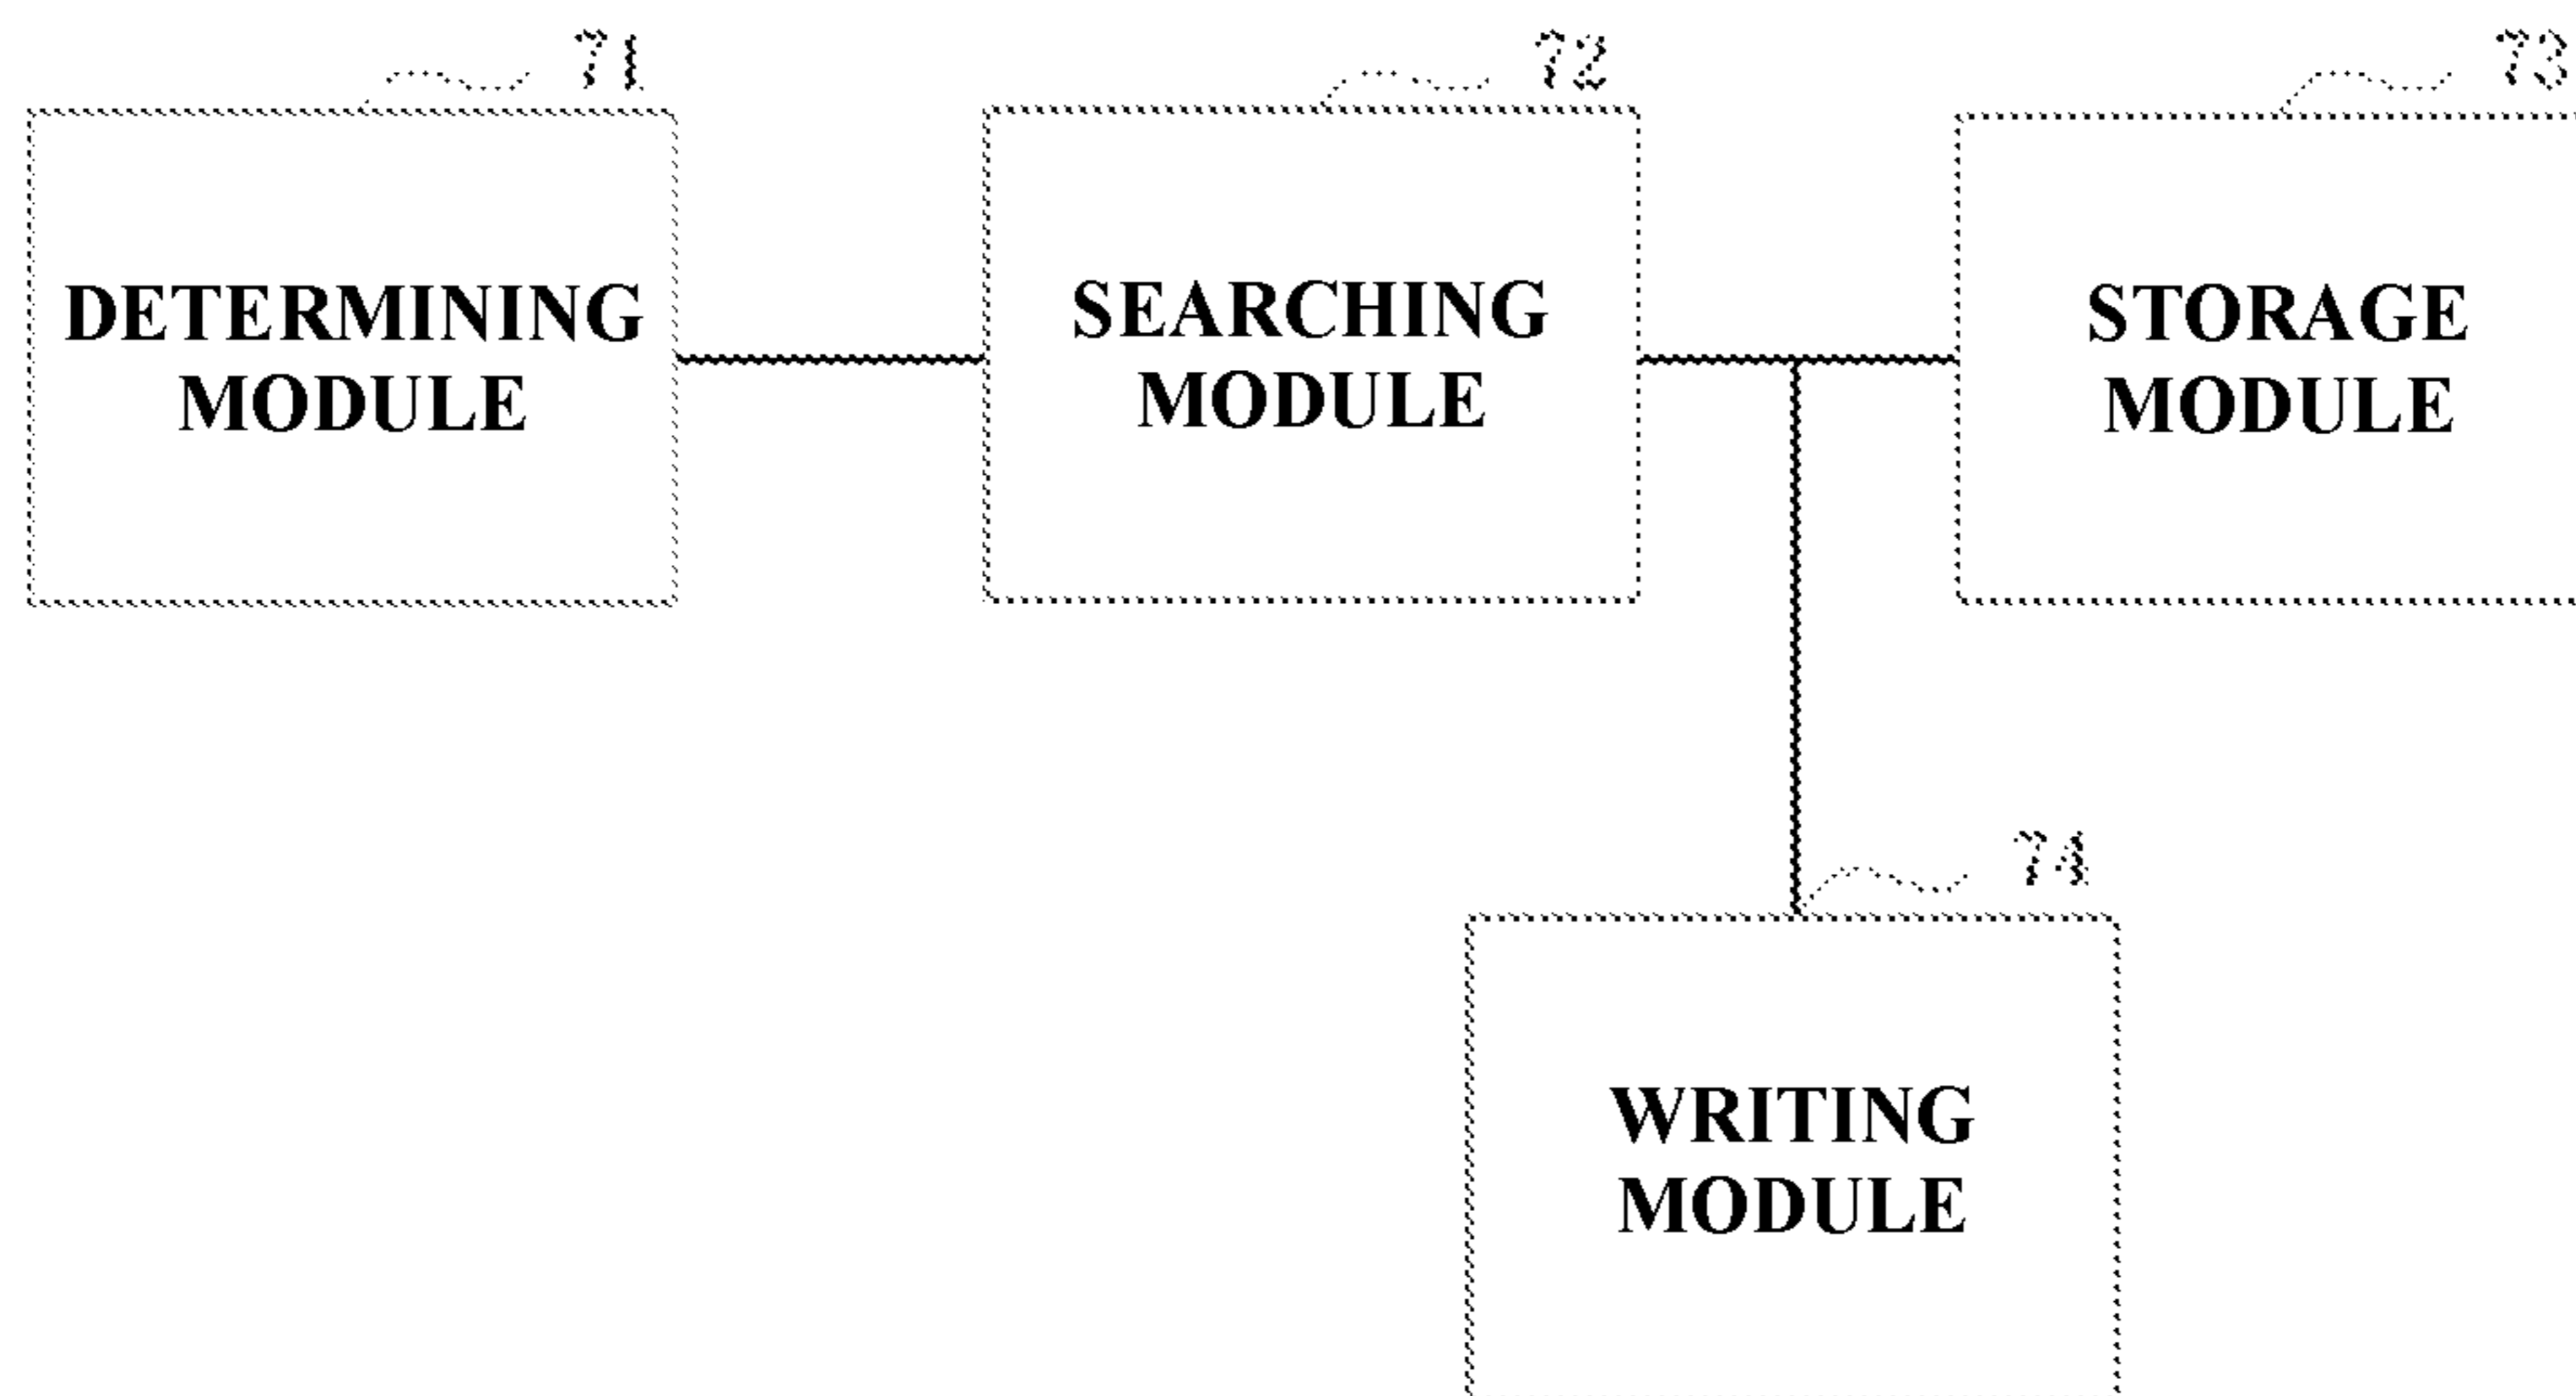 71
72
73
DETERMINING
MODULE
SEARCHING
MODULE
STORAGE
MODULE
74
WRITING
MODULE